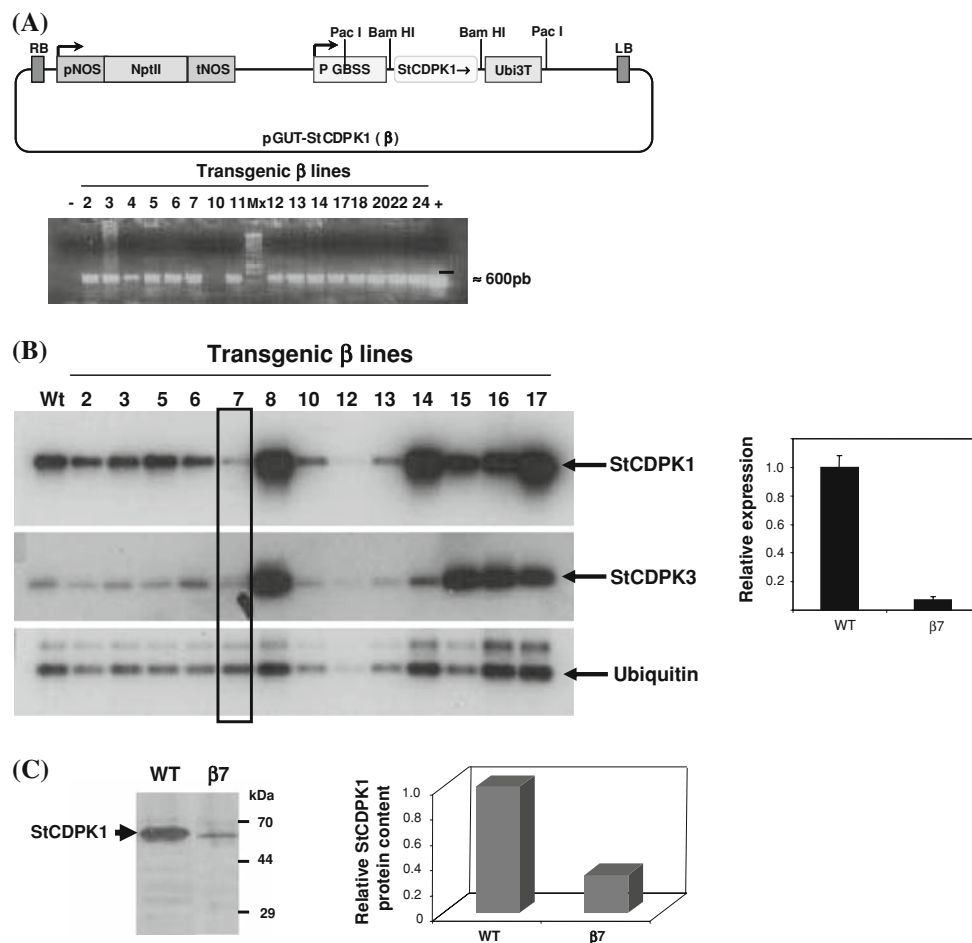 (A)
Pac I Bam HI Bam HI Pac I
RB LB
pNOS NptII tNOS P GBSS StCDPK1→ Ubi3T
pGUT-StCDPK1 (β)
Transgenic β lines
- 2 3 4 5 6 7 10 11 Mx 12 13 14 17 18 20 22 24 +
≈ 600pb
(B)
Transgenic β lines
Wt 2 3 5 6 7 8 10 12 13 14 15 16 17
StCDPK1
StCDPK3
Ubiquitin
Relative expression
1.0
0.8
0.6
0.4
0.2
WT β7
(C)
WT β7
kDa
StCDPK1
70
44
29
Relative StCDPK1
protein content
1.0
0.8
0.6
0.4
0.2
0
WT β7